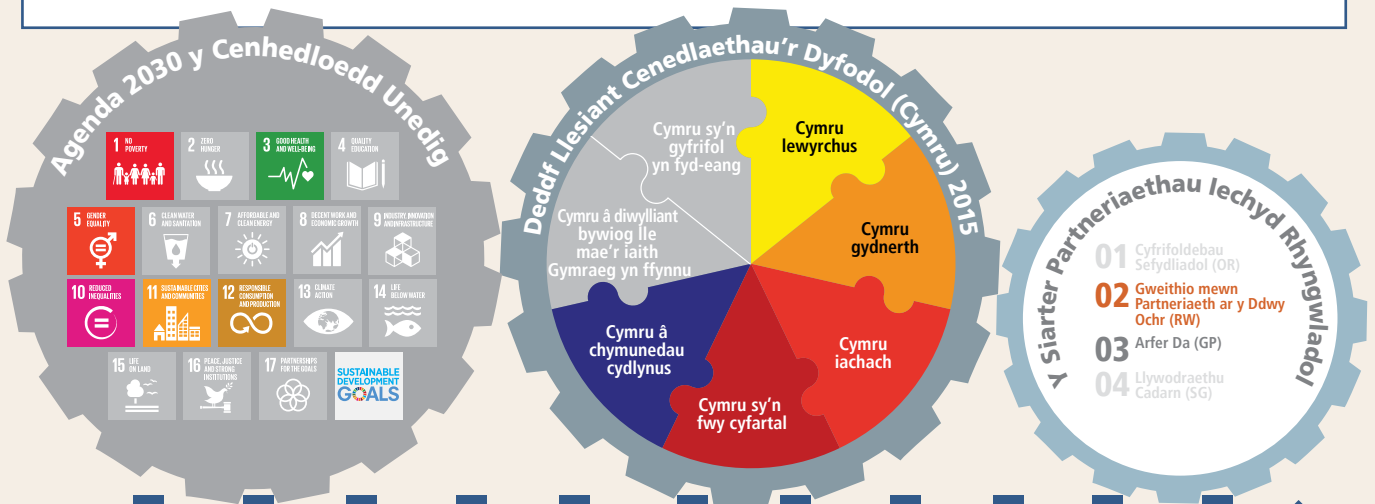 Agenda 2030 y Cenhedloedd Unedig
1 NO
POVERTY
2 ZERO
HUNGER
3 GOOD HEALTH
AND WELL-BEING
4 QUALITY
EDUCATION
5 GENDER
EQUALITY
6 CLEAN WATER
AND SANITATION
7 AFFORDABLE AND
CLEAN ENERGY
8 DECENT WORK AND
ECONOMIC GROWTH
9 INDUSTRY, INNOVATION
AND INFRASTRUCTURE
10 REDUCED
INEQUALITIES
11 SUSTAINABLE CITIES
AND COMMUNITIES
12 RESPONSIBLE
CONSUMPTION
AND PRODUCTION
13 CLIMATE
ACTION
14 LIFE
BELOW WATER
15 LIFE
ON LAND
16 PEACE, JUSTICE
AND STRONG
INSTITUTIONS
17 PARTNERSHIPS
FOR THE GOALS
SUSTAINABLE
DEVELOPMENT
GOALS
Deddf Llesiant Cenedlaethau'r Dyfodol (Cymru) 2015
Cymru sy'n
gyfrifol
yn fyd-eang
Cymru
lewyrchus
Cymru
gydnerth
Cymru
iachach
Cymru sy'n
fwy cyfartal
Cymru â
chymunedau
cydlynus
Cymru â diwylliant
bywiog lle
mae'r iaith
Gymraeg yn ffynnu
Y Siarter Partneriaethau Iechyd Rhyngwladol
01 Cyfrifoldebau
Sefydliadol (OR)
02 Gweithio mewn
Partneriaeth ar y Ddwy
Ochr (RW)
03 Arfer Da (GP)
04 Llywodraethu
Cadarn (SG)